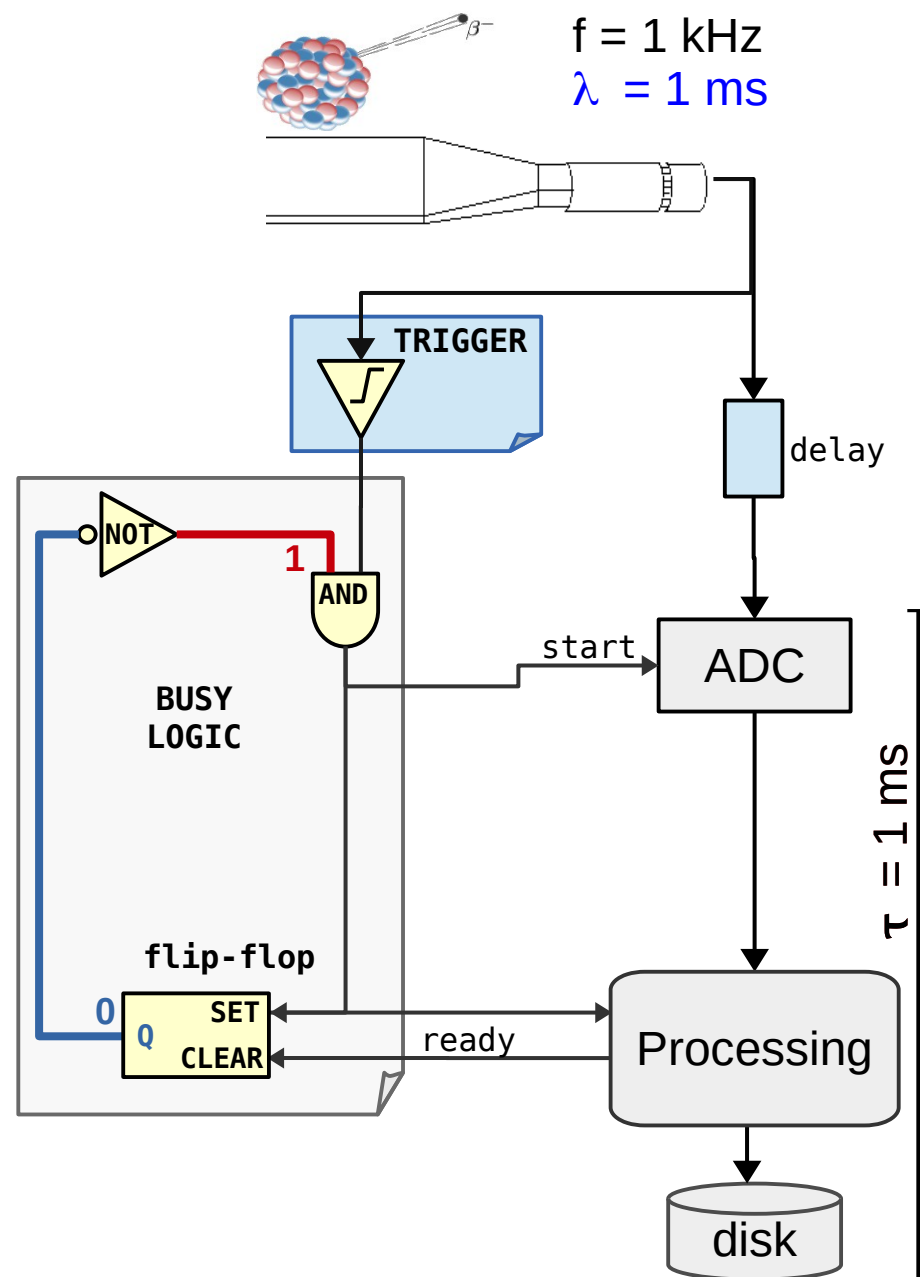 β⁻
f = 1 kHz
λ = 1 ms
TRIGGER
delay
NOT
1
AND
start
ADC
BUSY
LOGIC
τ = 1 ms
flip-flop
0
Q
SET
CLEAR
ready
Processing
disk